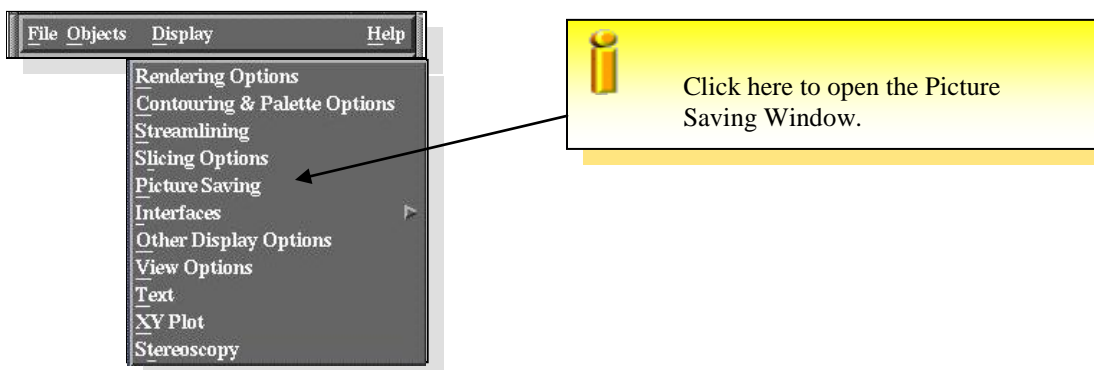 File Objects Display Help
Rendering Options
Contouring & Palette Options
Streamlining
Slicing Options
Picture Saving
Interfaces
Other Display Options
View Options
Text
XY Plot
Stereoscopy
Click here to open the Picture
Saving Window.